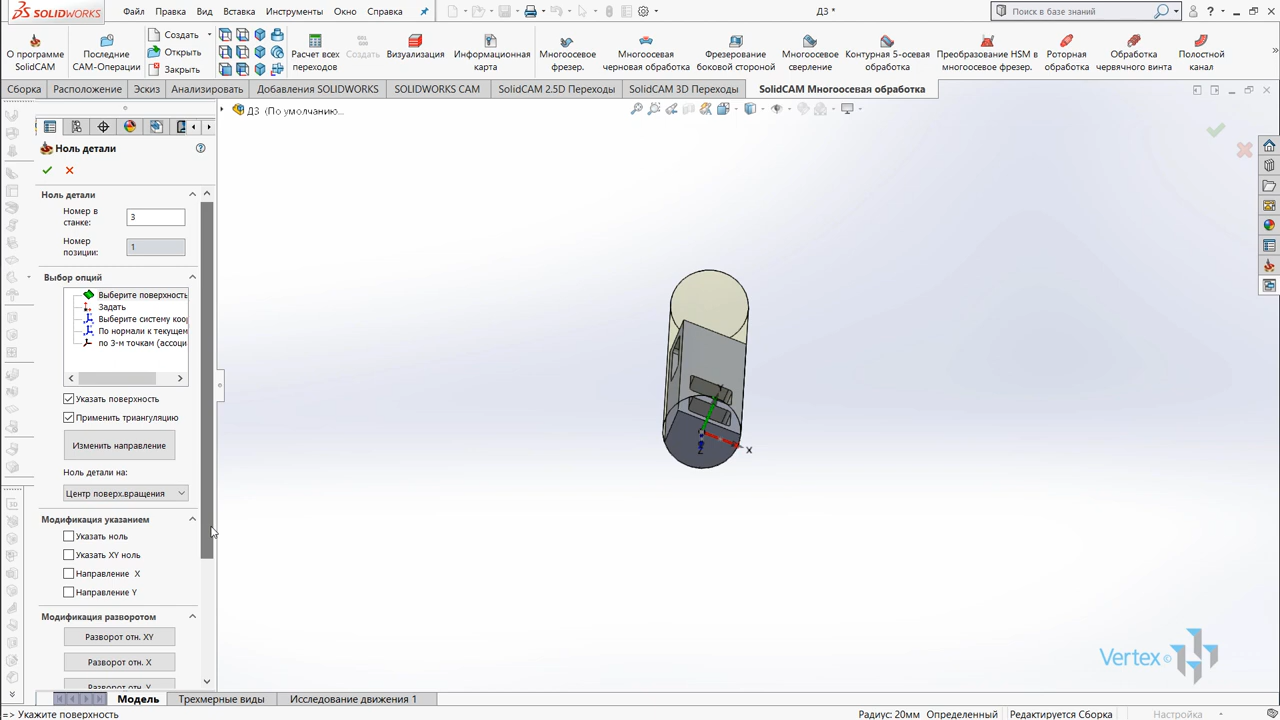 SOLIDWORKS
Файл Правка Вид Вставка Инструменты Окно Справка
ДЗ *
Поиск в базе знаний
О программе SolidCAM
Последние CAM-Операции
Создать
Открыть
Закрыть
Расчет всех переходов
Создать
Визуализация
Информационная карта
Многоосевое фрезер.
Многоосевая черновая обработка
Фрезерование боковой стороной
Многоосевое сверление
Контурная 5-осевая обработка
Преобразование HSM в многоосевое фрезер.
Роторная обработка
Обработка червячного винта
Полостной канал
Сборка Расположение Эскиз Анализировать Добавления SOLIDWORKS SOLIDWORKS CAM SolidCAM 2.5D Переходы SolidCAM 3D Переходы SolidCAM Многоосевая обработка
ДЗ (По умолчанию...
Ноль детали
Ноль детали
Номер в станке:
3
Номер позиции:
1
Выбор опций
Выберите поверхность
Задать
Выберите систему коор
По нормали к текущем
по 3-м точкам (ассоци
Указать поверхность
Применить триангуляцию
Изменить направление
Ноль детали на:
Центр поверх.вращения
Модификация указанием
Указать ноль
Указать XY ноль
Направление X
Направление Y
Модификация разворотом
Разворот отн. XY
Разворот отн. X
Разворот отн. Y
Y
X
Z
Vertex©
Модель Трехмерные виды Исследование движения 1
=> Укажите поверхность
Радиус: 20мм Определенный Редактируется Сборка Настройка